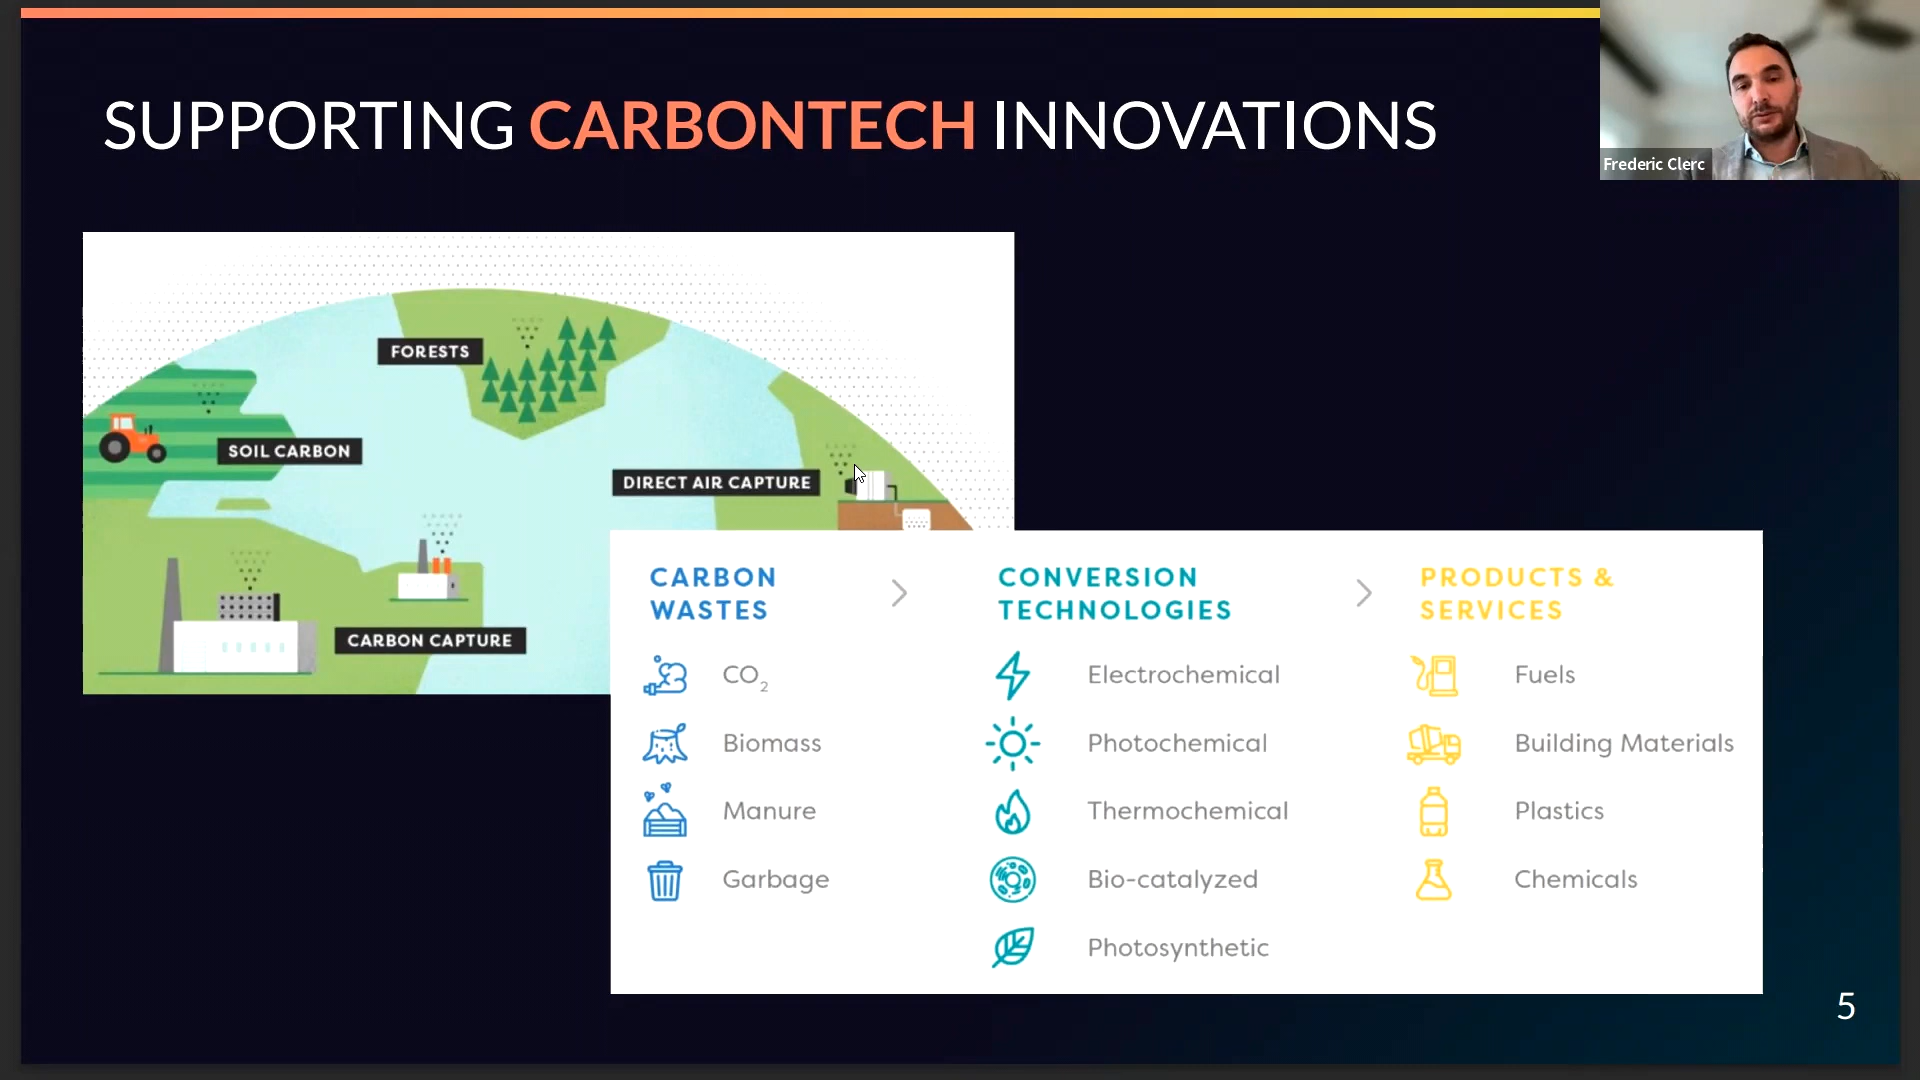 SUPPORTING CARBONTECH INNOVATIONS
Frederic Clerc
FORESTS
SOIL CARBON
DIRECT AIR CAPTURE
CARBON CAPTURE
CARBON
WASTES
CO₂
Biomass
Manure
Garbage
CONVERSION
TECHNOLOGIES
Electrochemical
Photochemical
Thermochemical
Bio-catalyzed
Photosynthetic
PRODUCTS &
SERVICES
Fuels
Building Materials
Plastics
Chemicals
5